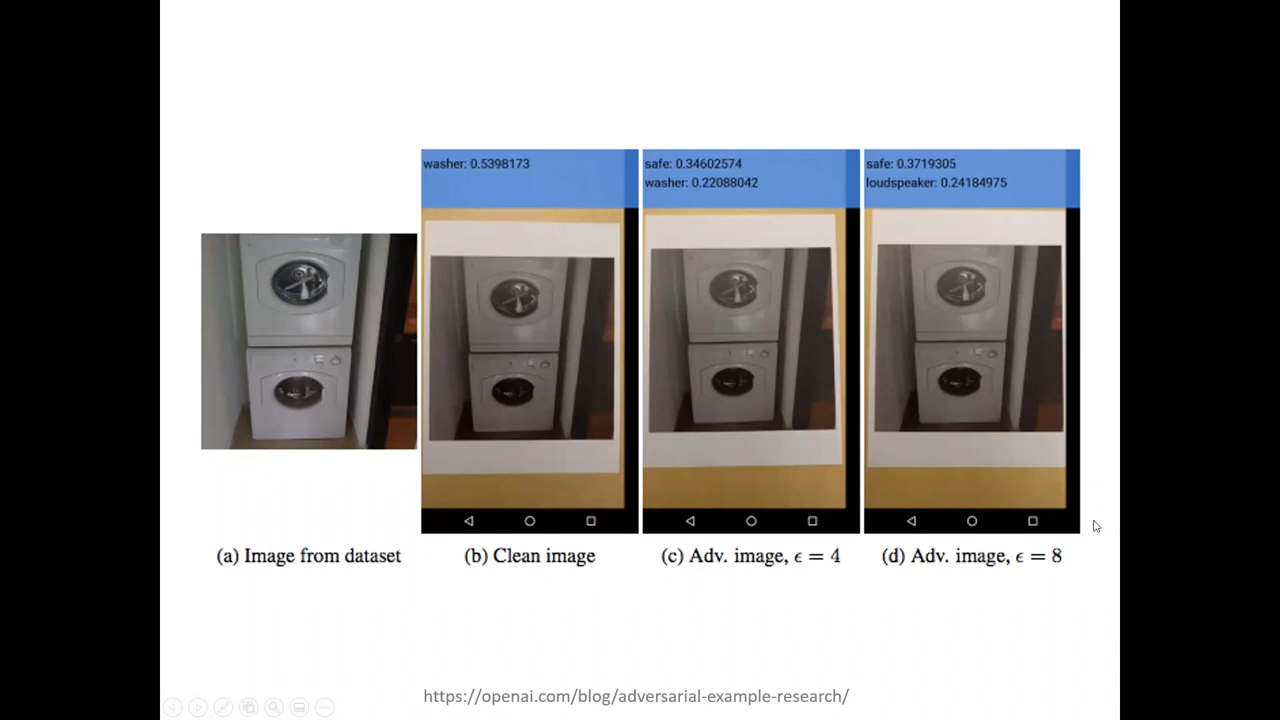 washer: 0.5398173
safe: 0.34602574
washer: 0.22088042
safe: 0.3719305
loudspeaker: 0.24184975
(a) Image from dataset
(b) Clean image
(c) Adv. image, ϵ = 4
(d) Adv. image, ϵ = 8
https://openai.com/blog/adversarial-example-research/